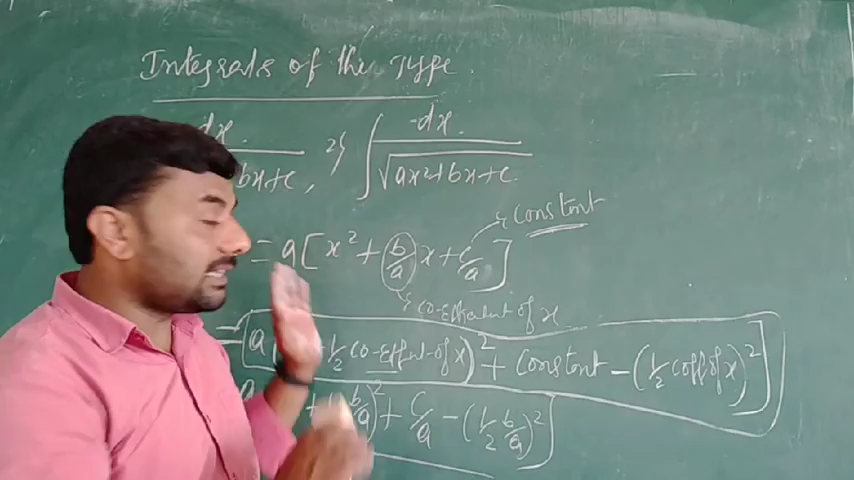 Integrals of the Type
dx / bx+c, 2) ∫ dx / √ax²+bx+c
= a[x² + b/a x + c/a] → constant
co-efficient of x
= [a( 1/2 co-effent of x)² + Constant - (1/2 coff of x)²]
+ b/a)² + c/a - (1/2 b/a)²]